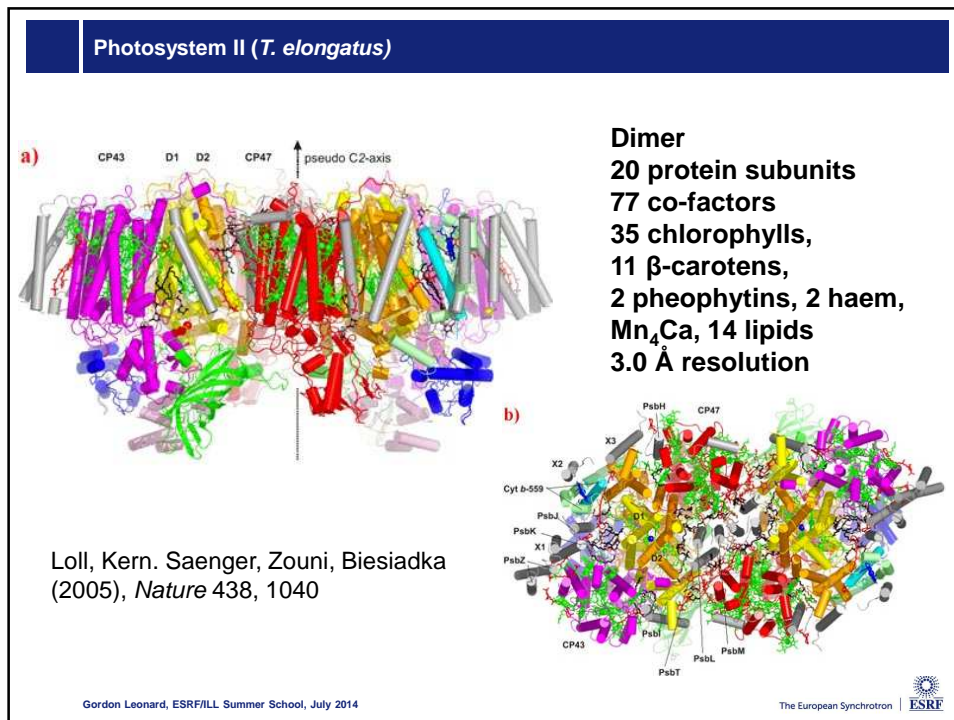 Photosystem II (T. elongatus)
a)
CP43 D1 D2 CP47 pseudo C2-axis
Dimer
20 protein subunits
77 co-factors
35 chlorophylls,
11 β-carotens,
2 pheophytins, 2 haem,
Mn₄Ca, 14 lipids
3.0 Å resolution
b)
PsbH CP47
X3
X2
Cyt b-559
D1
PsbJ
PsbK
X1
D2
PsbZ
CP43
PsbI
PsbM
PsbL
PsbT
Loll, Kern. Saenger, Zouni, Biesiadka
(2005), Nature 438, 1040
Gordon Leonard, ESRF/ILL Summer School, July 2014
The European Synchrotron ESRF